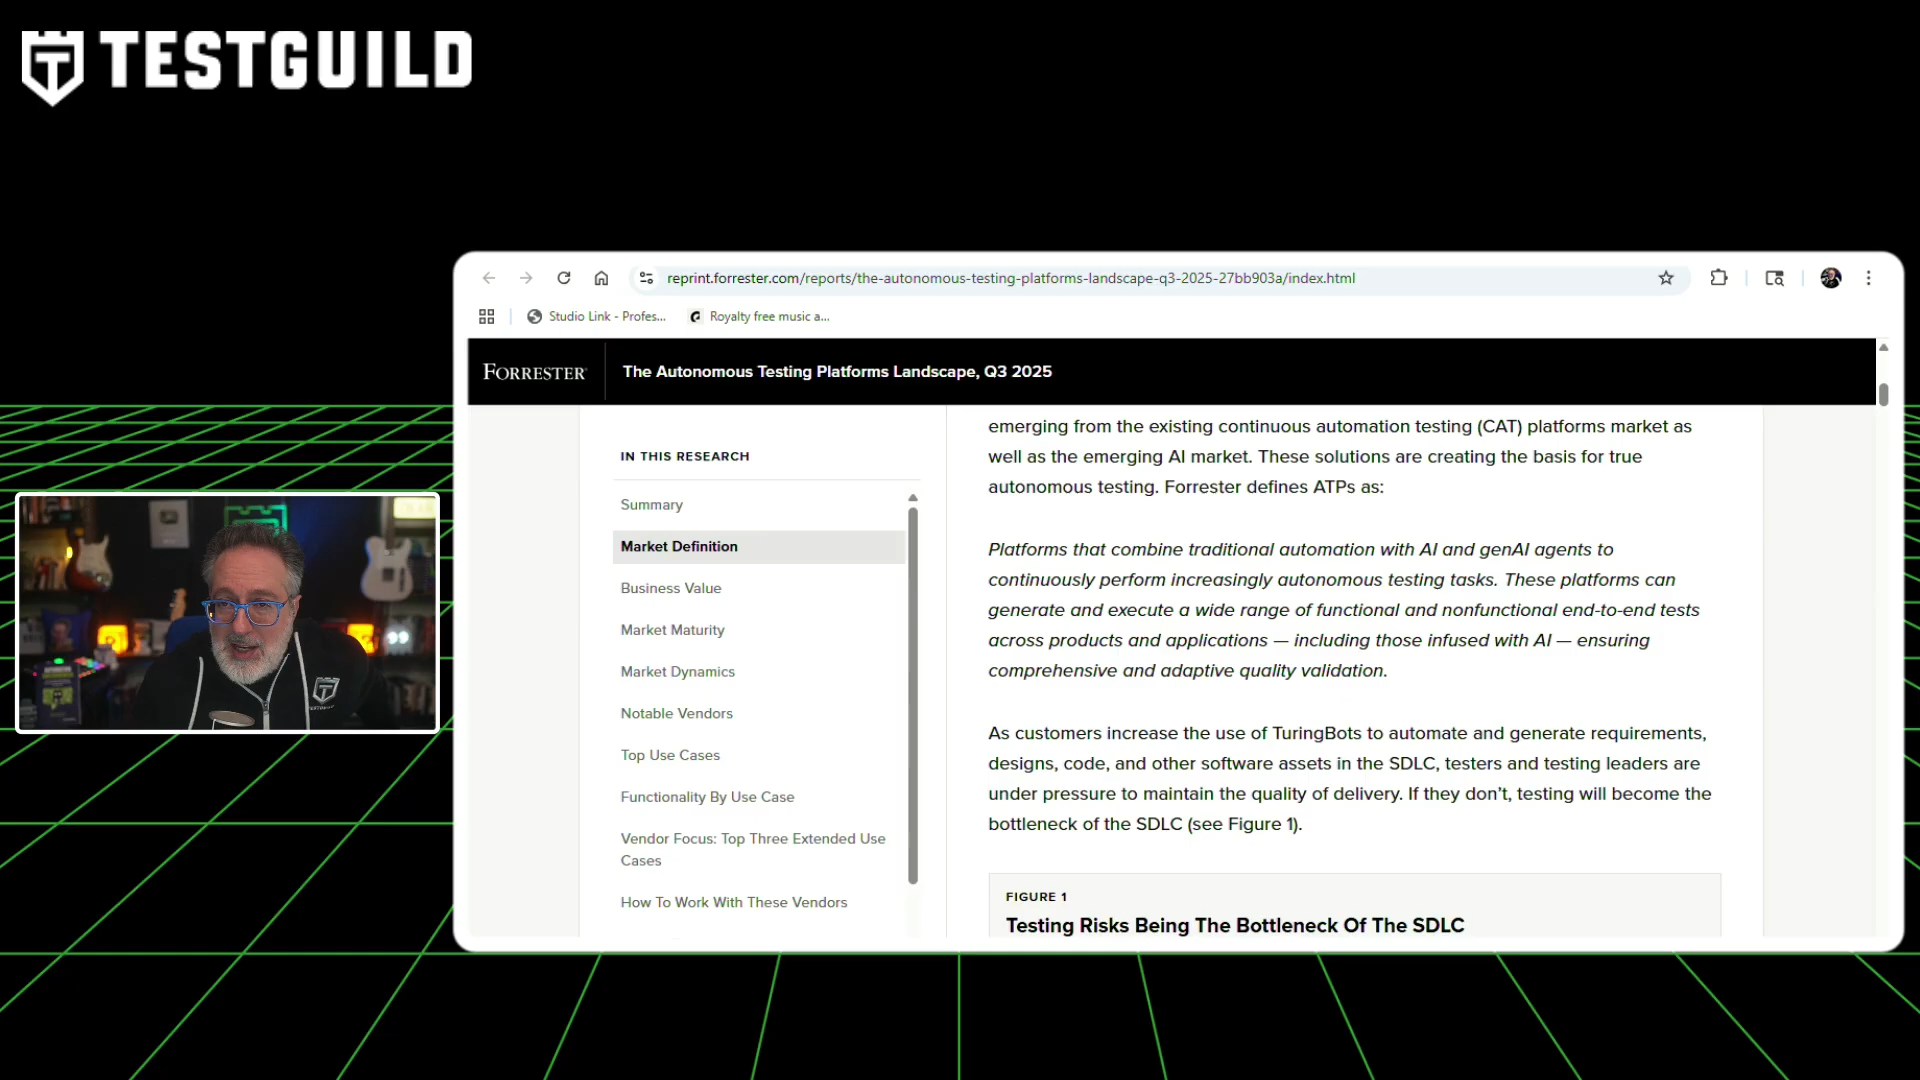 TESTGUILD
reprint.forrester.com/reports/the-autonomous-testing-platforms-landscape-q3-2025-27bb903a/index.html
Studio Link - Profes...
Royalty free music a...
FORRESTER
The Autonomous Testing Platforms Landscape, Q3 2025
IN THIS RESEARCH
Summary
Market Definition
Business Value
Market Maturity
Market Dynamics
Notable Vendors
Top Use Cases
Functionality By Use Case
Vendor Focus: Top Three Extended Use
Cases
How To Work With These Vendors
emerging from the existing continuous automation testing (CAT) platforms market as
well as the emerging AI market. These solutions are creating the basis for true
autonomous testing. Forrester defines ATPs as:
Platforms that combine traditional automation with AI and genAI agents to
continuously perform increasingly autonomous testing tasks. These platforms can
generate and execute a wide range of functional and nonfunctional end-to-end tests
across products and applications — including those infused with AI — ensuring
comprehensive and adaptive quality validation.
As customers increase the use of TuringBots to automate and generate requirements,
designs, code, and other software assets in the SDLC, testers and testing leaders are
under pressure to maintain the quality of delivery. If they don't, testing will become the
bottleneck of the SDLC (see Figure 1).
FIGURE 1
Testing Risks Being The Bottleneck Of The SDLC